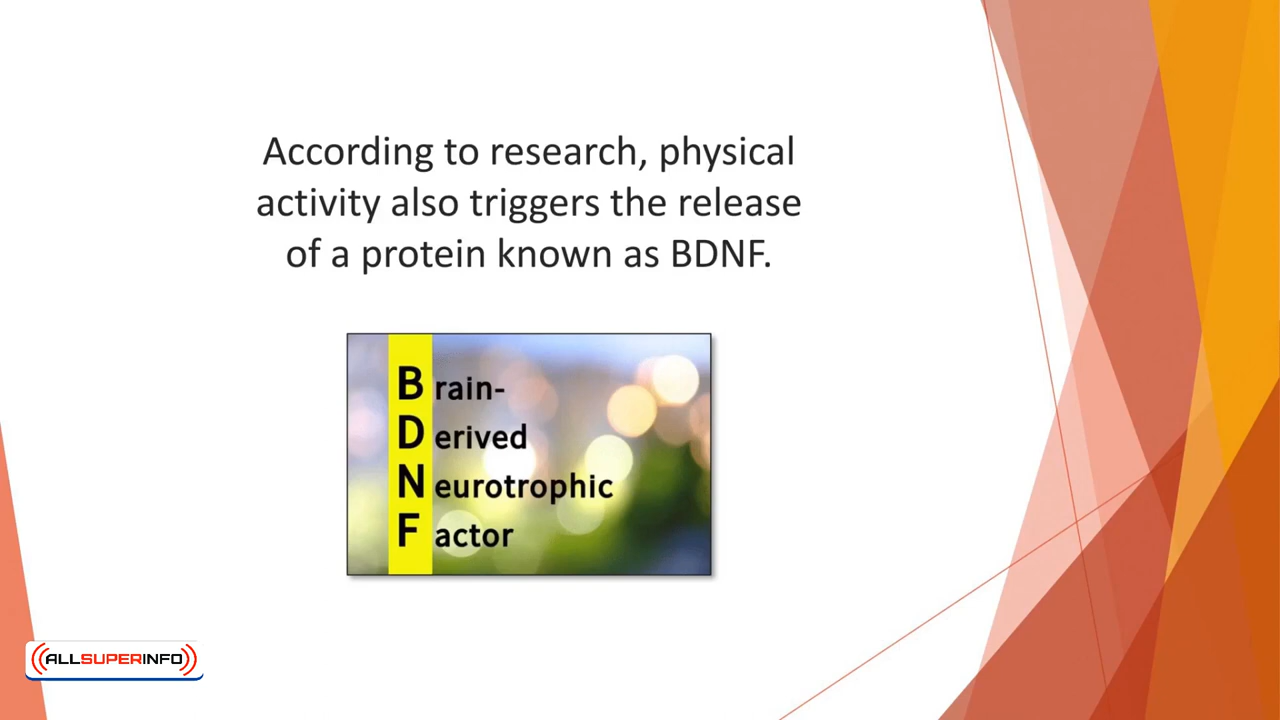 According to research, physical
activity also triggers the release
of a protein known as BDNF.
Brain-
Derived
Neurotrophic
Factor
ALLSUPERINFO